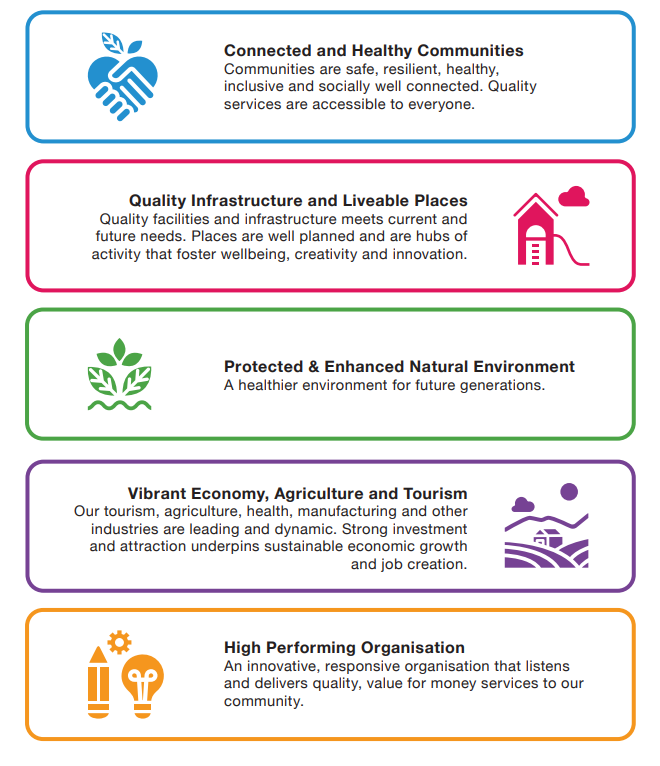 Connected and Healthy Communities
Communities are safe, resilient, healthy,
inclusive and socially well connected. Quality
services are accessible to everyone.
Quality Infrastructure and Liveable Places
Quality facilities and infrastructure meets current and
future needs. Places are well planned and are hubs of
activity that foster wellbeing, creativity and innovation.
Protected & Enhanced Natural Environment
A healthier environment for future generations.
Vibrant Economy, Agriculture and Tourism
Our tourism, agriculture, health, manufacturing and other
industries are leading and dynamic. Strong investment
and attraction underpins sustainable economic growth
and job creation.
High Performing Organisation
An innovative, responsive organisation that listens
and delivers quality, value for money services to our
community.